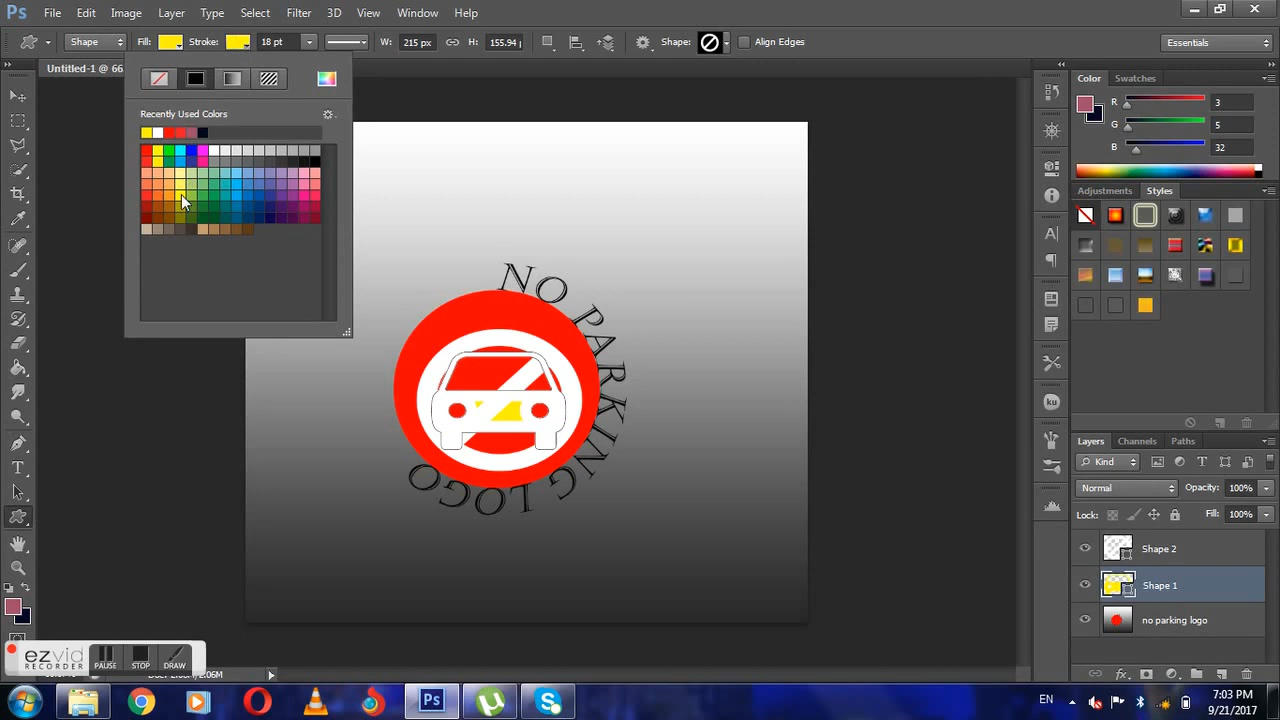 Ps File Edit Image Layer Type Select Filter 3D View Window Help
Shape Fill: Stroke: 18 pt W: 215 px H: 155.94 Shape: Align Edges Essentials
Untitled-1 @ 66
Recently Used Colors
Color Swatches
R 3
G 5
B 32
Adjustments Styles
NO PARKING LOGO
ku
Layers Channels Paths
Kind
Normal Opacity: 100%
Lock: Fill: 100%
Shape 2
Shape 1
no parking logo
ezvid
RECORDER
PAUSE STOP DRAW
EN 7:03 PM
9/21/2017